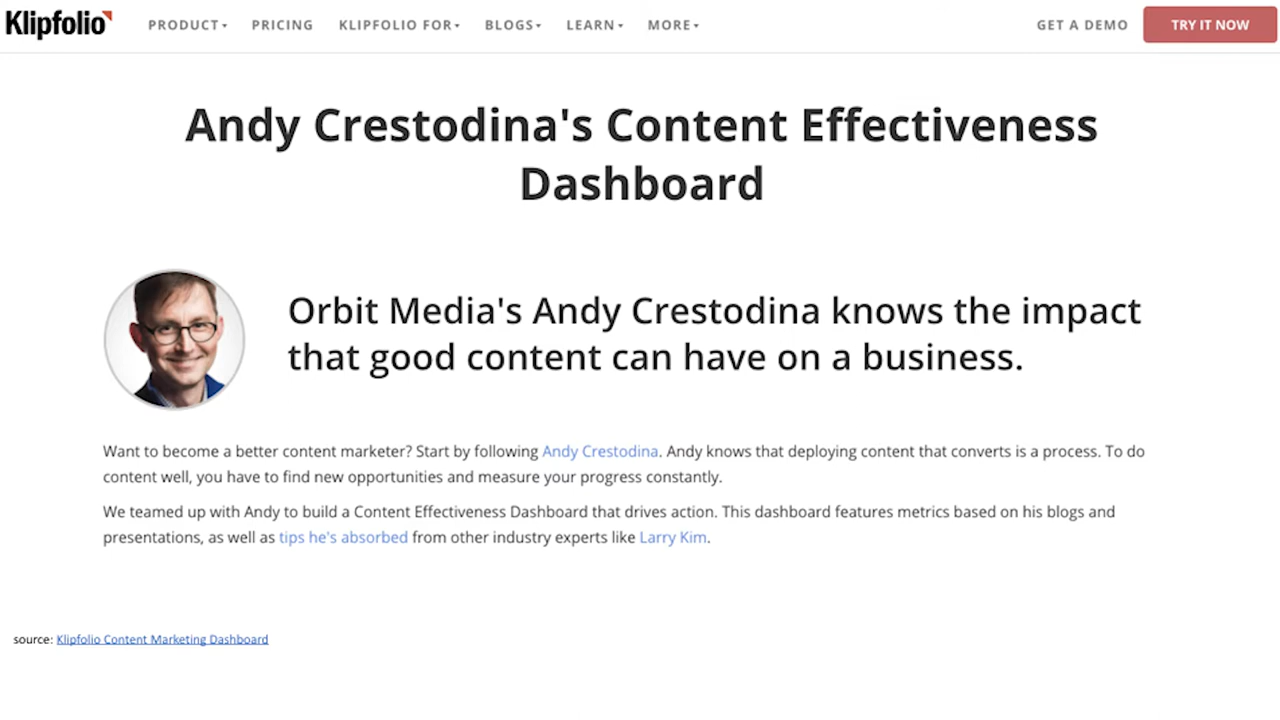 Klipfolio
PRODUCT
PRICING
KLIPFOLIO FOR
BLOGS
LEARN
MORE
GET A DEMO
TRY IT NOW
Andy Crestodina's Content Effectiveness
Dashboard
Orbit Media's Andy Crestodina knows the impact
that good content can have on a business.
Want to become a better content marketer? Start by following Andy Crestodina. Andy knows that deploying content that converts is a process. To do
content well, you have to find new opportunities and measure your progress constantly.
We teamed up with Andy to build a Content Effectiveness Dashboard that drives action. This dashboard features metrics based on his blogs and
presentations, as well as tips he's absorbed from other industry experts like Larry Kim.
source: Klipfolio Content Marketing Dashboard